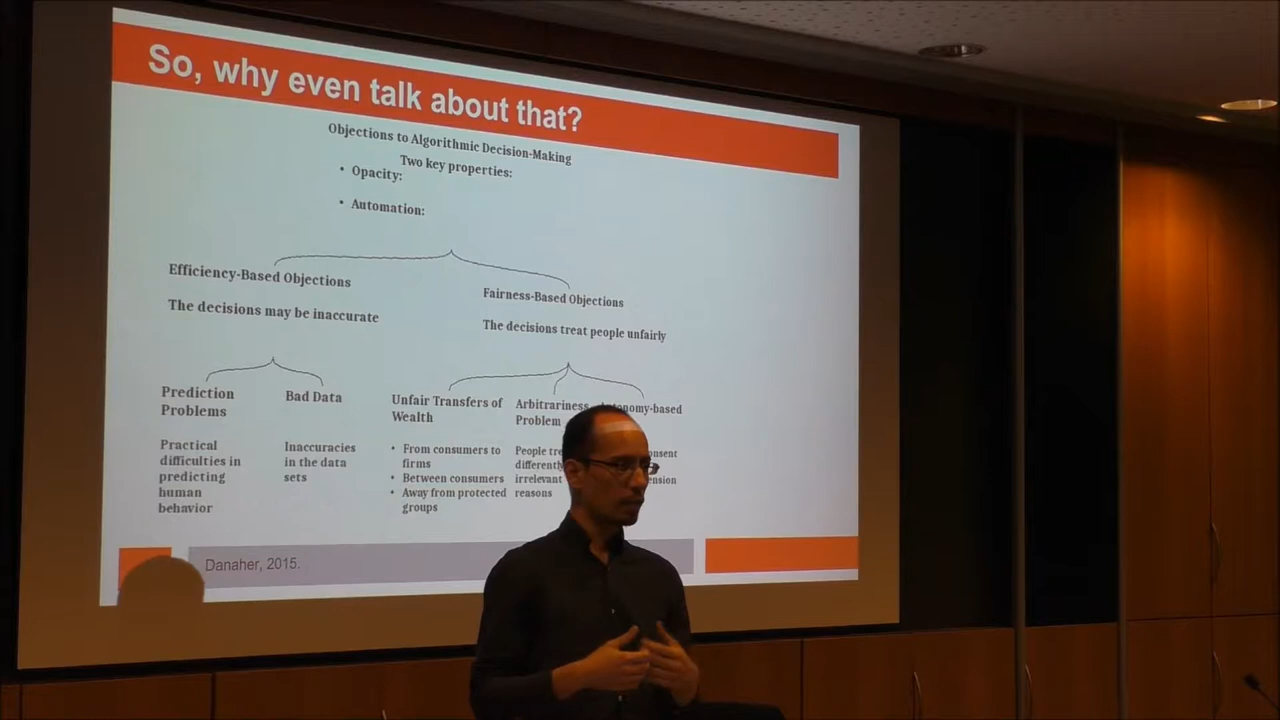 So, why even talk about that?
Objections to Algorithmic Decision-Making
Two key properties:
• Opacity:
• Automation:
Efficiency-Based Objections
The decisions may be inaccurate
Fairness-Based Objections
The decisions treat people unfairly
Prediction
Problems
Practical
difficulties in
predicting
human
behavior
Bad Data
Inaccuracies
in the data
sets
Unfair Transfers of
Wealth
• From consumers to
firms
• Between consumers
• Away from protected
groups
Arbitrariness
Problem
People
irrelevant
reasons
Danaher, 2015.